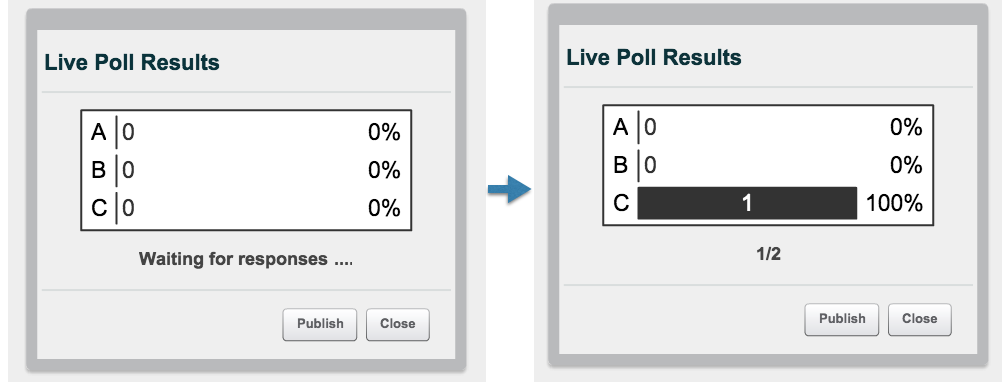 Live Poll Results
A 0 0%
B 0 0%
C 0 0%
Waiting for responses ....
Publish Close
Live Poll Results
A 0 0%
B 0 0%
C 1 100%
1/2
Publish Close